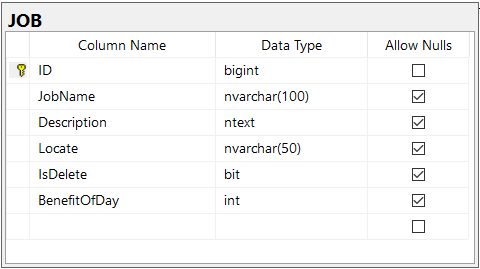 JOB
Column Name Data Type Allow Nulls
ID bigint
JobName nvarchar(100)
Description ntext
Locate nvarchar(50)
IsDelete bit
BenefitOfDay int